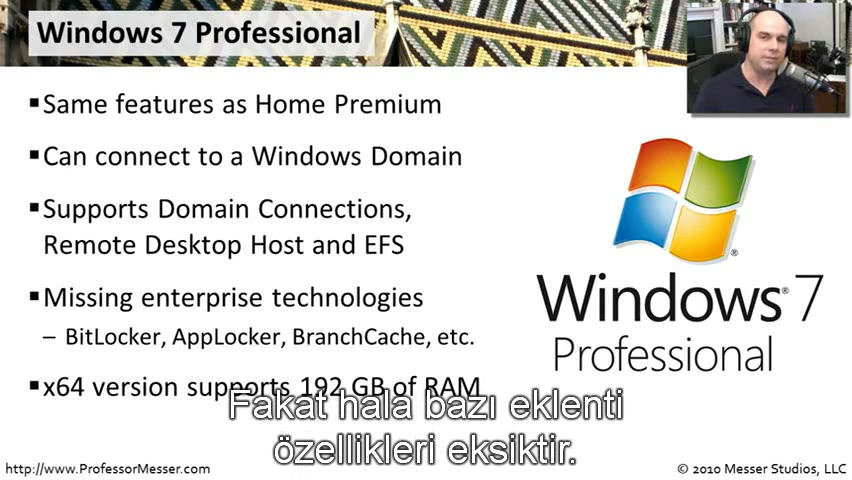 Windows 7 Professional
▪Same features as Home Premium
▪Can connect to a Windows Domain
▪Supports Domain Connections,
Remote Desktop Host and EFS
▪Missing enterprise technologies
– BitLocker, AppLocker, BranchCache, etc.
▪x64 version supports 192 GB of RAM
Windows® 7
Professional
Fakat hala bazı eklenti
özellikleri eksiktir.
http://www.ProfessorMesser.com
© 2010 Messer Studios, LLC